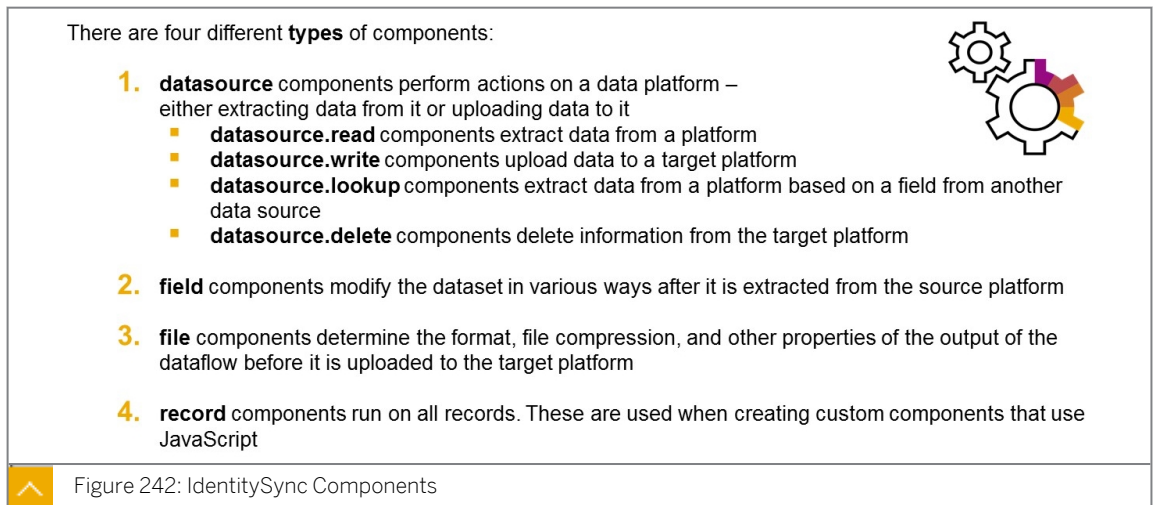 There are four different types of components:
1. datasource components perform actions on a data platform –
either extracting data from it or uploading data to it
▪ datasource.read components extract data from a platform
▪ datasource.write components upload data to a target platform
▪ datasource.lookup components extract data from a platform based on a field from another
data source
▪ datasource.delete components delete information from the target platform
2. field components modify the dataset in various ways after it is extracted from the source platform
3. file components determine the format, file compression, and other properties of the output of the
dataflow before it is uploaded to the target platform
4. record components run on all records. These are used when creating custom components that use
JavaScript
Figure 242: IdentitySync Components